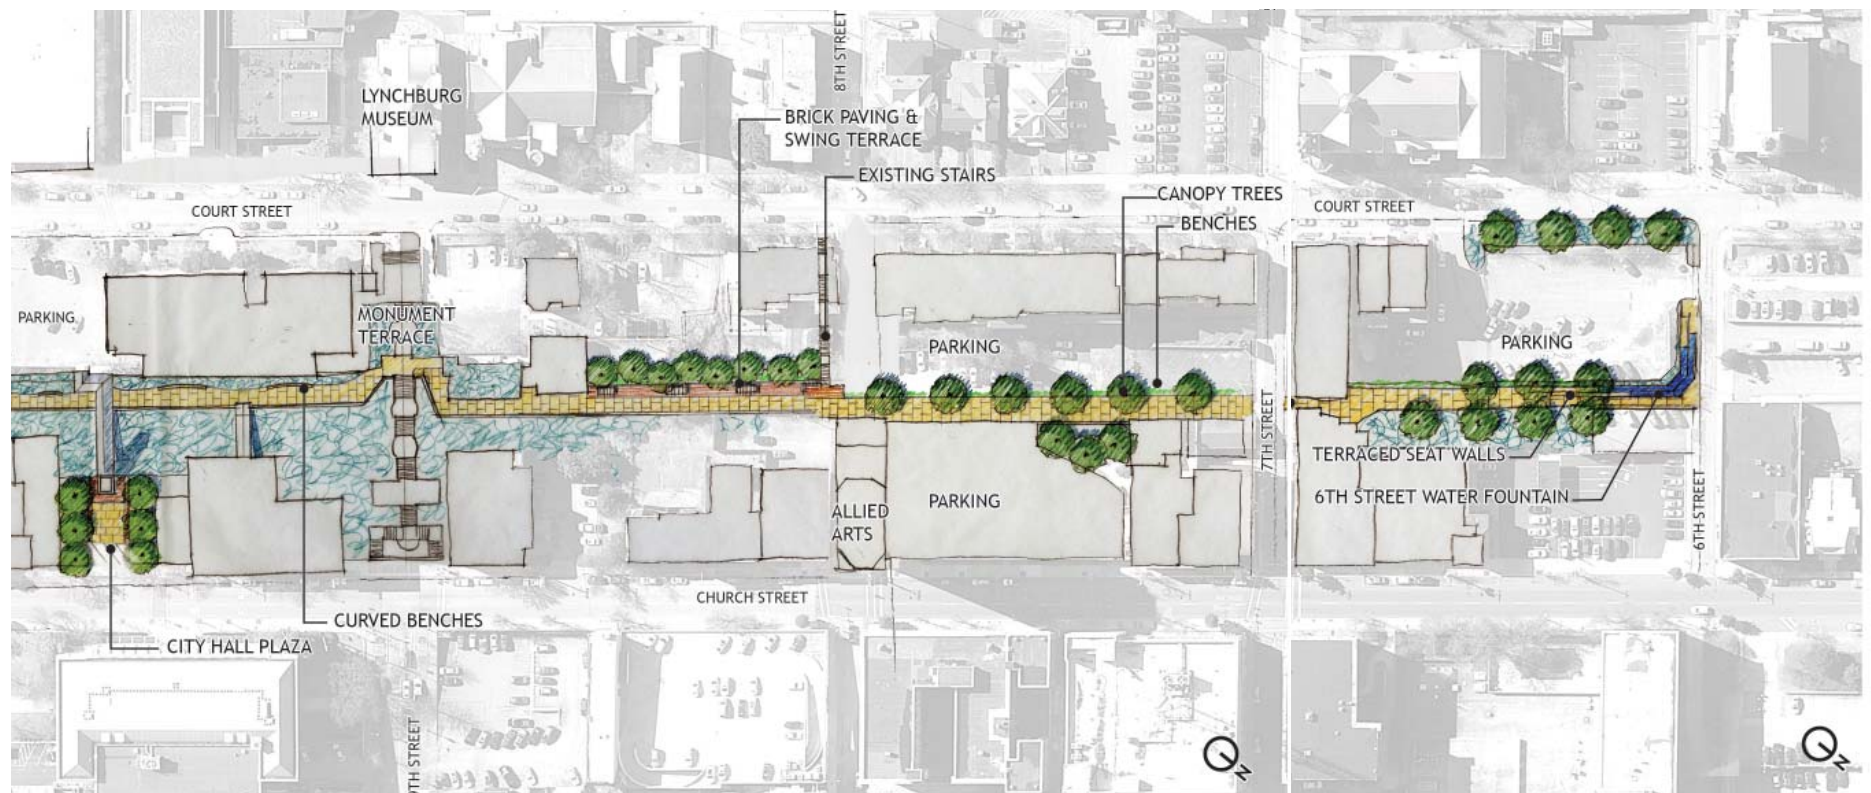 8TH STREET
LYNCHBURG
MUSEUM
BRICK PAVING &
SWING TERRACE
EXISTING STAIRS
CANOPY TREES
BENCHES
COURT STREET
COURT STREET
PARKING
MONUMENT
TERRACE
PARKING
PARKING
7TH STREET
TERRACED SEAT WALLS
6TH STREET WATER FOUNTAIN
6TH STREET
PARKING
ALLIED
ARTS
CHURCH STREET
CURVED BENCHES
CITY HALL PLAZA
9TH STREET
N
N